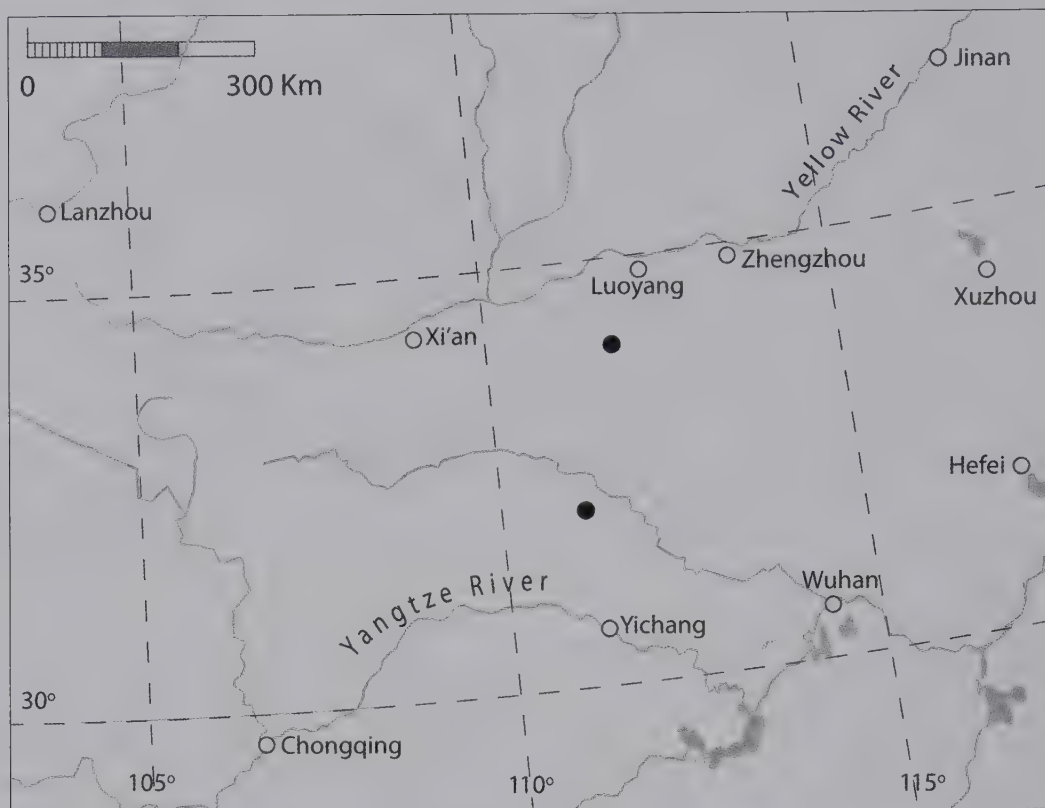 0 300 Km
Jinan
Yellow River
Lanzhou
35°
Luoyang
Zhengzhou
Xuzhou
Xi'an
Hefei
Yangtze River
Wuhan
Yichang
30°
Chongqing
105°
110°
115°